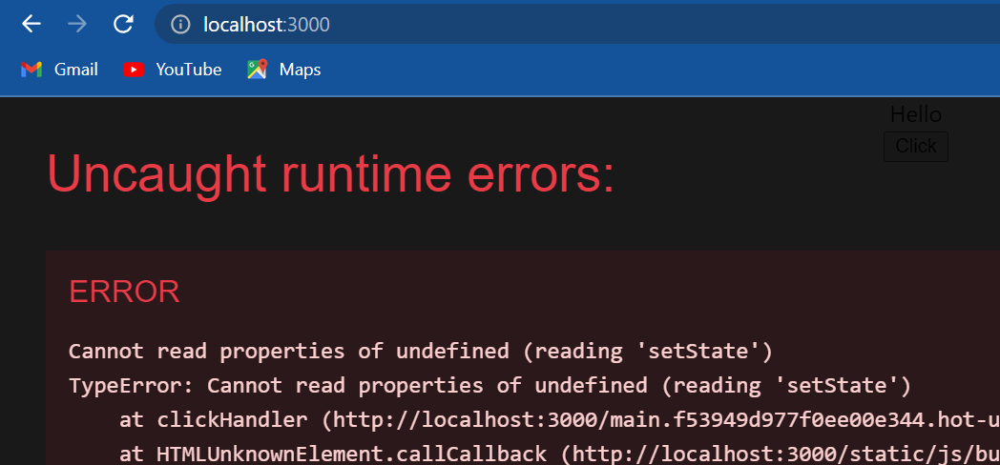 localhost:3000
Gmail YouTube Maps
Hello
Click
Uncaught runtime errors:
ERROR
Cannot read properties of undefined (reading 'setState')
TypeError: Cannot read properties of undefined (reading 'setState')
at clickHandler (http://localhost:3000/main.f53949d977f0ee00e344.hot-u
at HTMLUnknownElement.callCallback (http://localhost:3000/static/js/bu